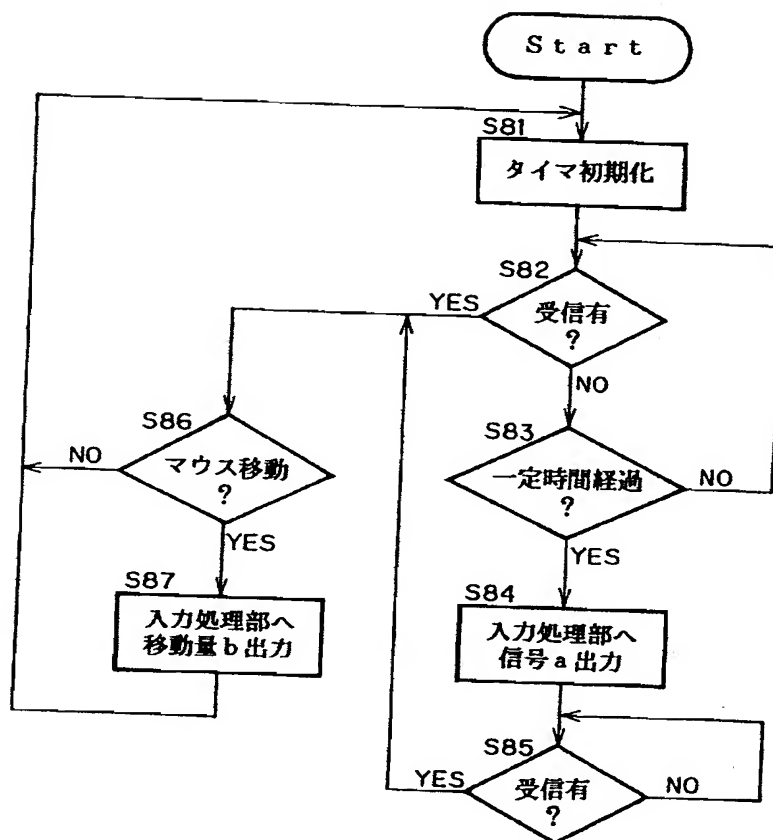 Start
S81
タイマ初期化
S82
YES
受信有
?
NO
S86
S83
NO
マウス移動
?
一定時間経過
?
NO
YES
YES
S87
S84
入力処理部へ
移動量b出力
入力処理部へ
信号a出力
S85
YES
受信有
?
NO